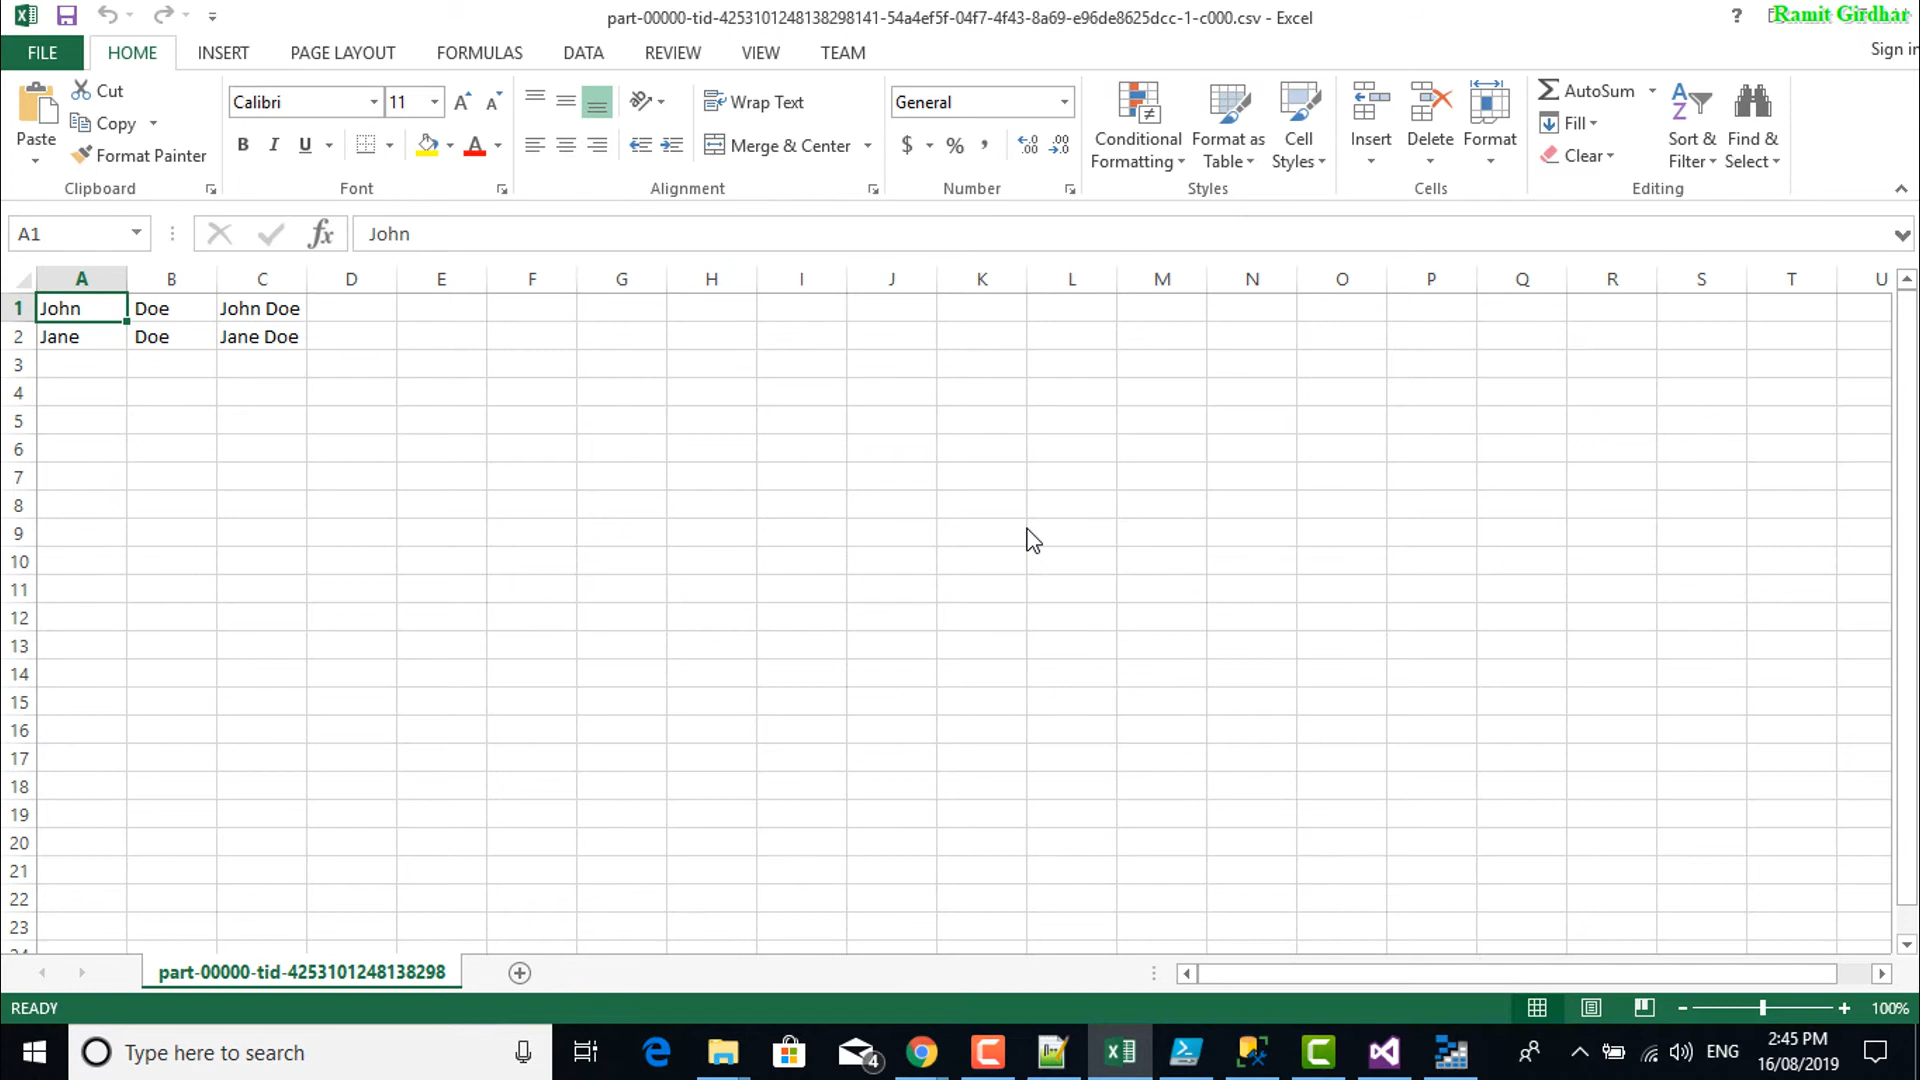 part-00000-tid-4253101248138298141-54a4ef5f-04f7-4f43-8a69-e96de8625dcc-1-c000.csv - Excel
?
Ramit Girdhar
FILE HOME INSERT PAGE LAYOUT FORMULAS DATA REVIEW VIEW TEAM
Sign in
Paste
Cut
Copy
Format Painter
Clipboard
Calibri 11
B I U
Font
Wrap Text
Merge & Center
Alignment
General
$ % ,
Number
Conditional Formatting
Format as Table
Cell Styles
Styles
Insert Delete Format
Cells
AutoSum
Fill
Clear
Sort & Filter
Find & Select
Editing
A1 fx John
A B C D E F G H I J K L M N O P Q R S T U
1 John Doe John Doe
2 Jane Doe Jane Doe
3
4
5
6
7
8
9
10
11
12
13
14
15
16
17
18
19
20
21
22
23
part-00000-tid-4253101248138298
READY
100%
Type here to search
4
ENG
2:45 PM
16/08/2019